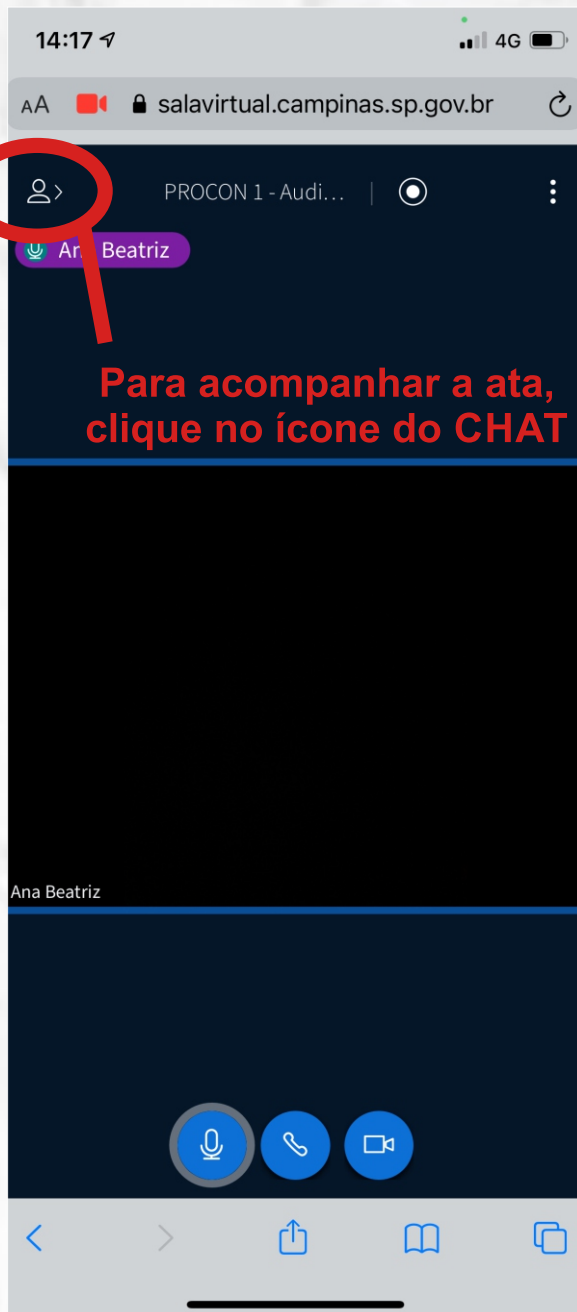 14:17
4G
AA salavirtual.campinas.sp.gov.br
PROCON 1 - Audi...
Beatriz
Para acompanhar a ata,
clique no ícone do CHAT
Ana Beatriz